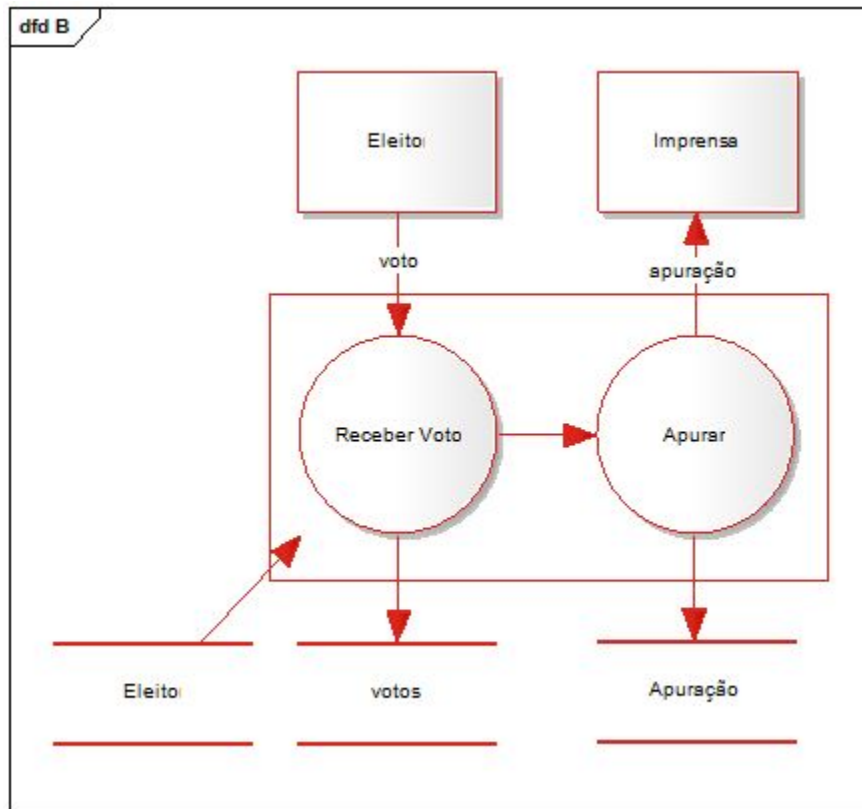 dfd B
Eleitor
Imprensa
voto
apuração
Receber Voto
Apurar
Eleitor
votos
Apuração